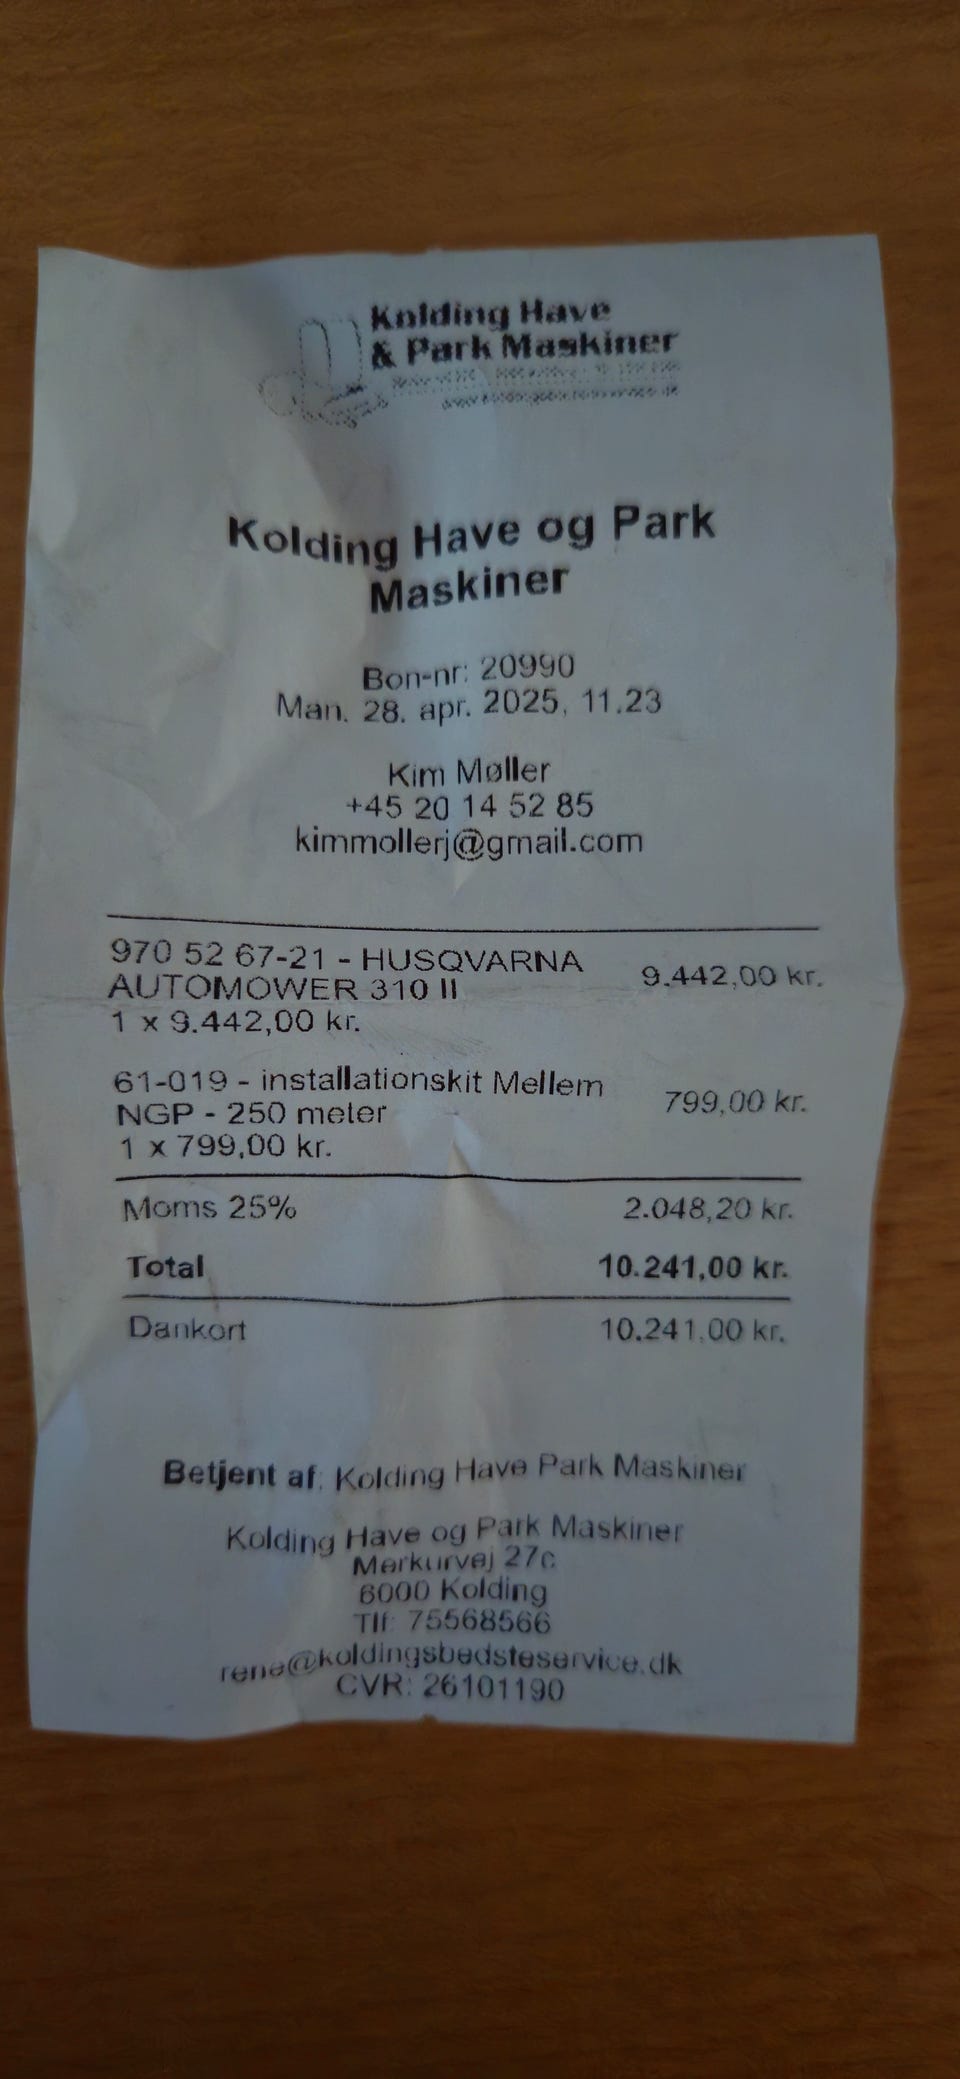 Kolding Have
& Park Maskiner
Kolding Have og Park
Maskiner
Bon-nr: 20990
Man. 28. apr. 2025, 11.23
Kim Møller
+45 20 14 52 85
kimmollerj@gmail.com
970 52 67-21 - HUSQVARNA
AUTOMOWER 310 II 9.442,00 kr.
1 x 9.442,00 kr.
61-019 - installationskit Mellem
NGP - 250 meter 799,00 kr.
1 x 799,00 kr.
Moms 25% 2.048,20 kr.
Total 10.241,00 kr.
Dankort 10.241,00 kr.
Betjent af: Kolding Have Park Maskiner
Kolding Have og Park Maskiner
Merkurvej 27c
6000 Kolding
Tlf: 75568566
rene@koldingsbedsteservice.dk
CVR: 26101190